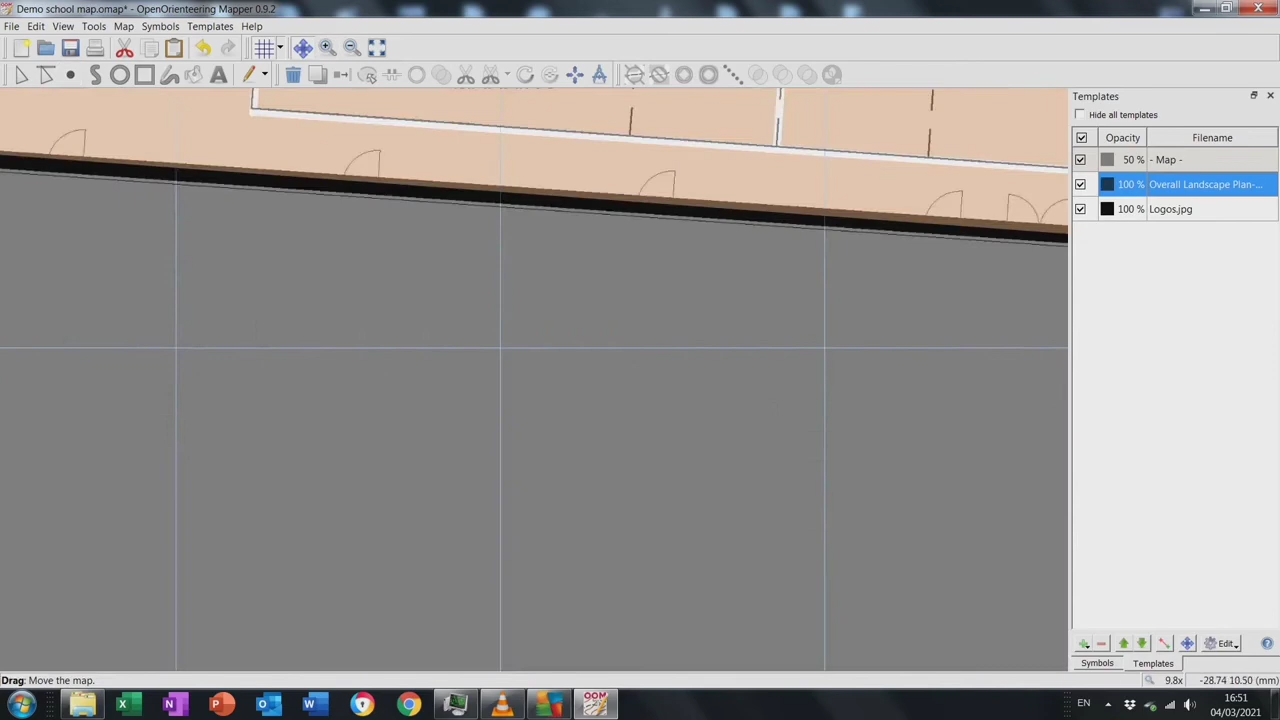 Demo school map.omap* - OpenOrienteering Mapper 0.9.2
File Edit View Tools Map Symbols Templates Help
Templates
Hide all templates
Opacity Filename
50 % - Map -
100 % Overall Landscape Plan-...
100 % Logos.jpg
Edit
Symbols Templates
Drag: Move the map.
9.8x -28.74 10.50 (mm)
EN
16:51
04/03/2021